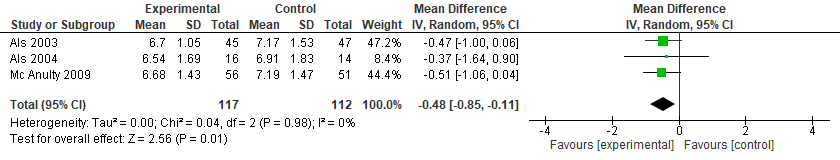 Experimental Control Mean Difference Mean Difference
Study or Subgroup Mean SD Total Mean SD Total Weight IV, Random, 95% CI IV, Random, 95% CI
Als 2003 6.7 1.05 45 7.17 1.53 47 47.2% -0.47 [-1.00, 0.06]
Als 2004 6.54 1.69 16 6.91 1.83 14 8.4% -0.37 [-1.64, 0.90]
Mc Anulty 2009 6.68 1.43 56 7.19 1.47 51 44.4% -0.51 [-1.06, 0.04]
Total (95% CI) 117 112 100.0% -0.48 [-0.85, -0.11]
Heterogeneity: Tau² = 0.00; Chi² = 0.04, df = 2 (P = 0.98); I² = 0%
Test for overall effect: Z = 2.56 (P = 0.01)
-4 -2 0 2 4
Favours [experimental] Favours [control]